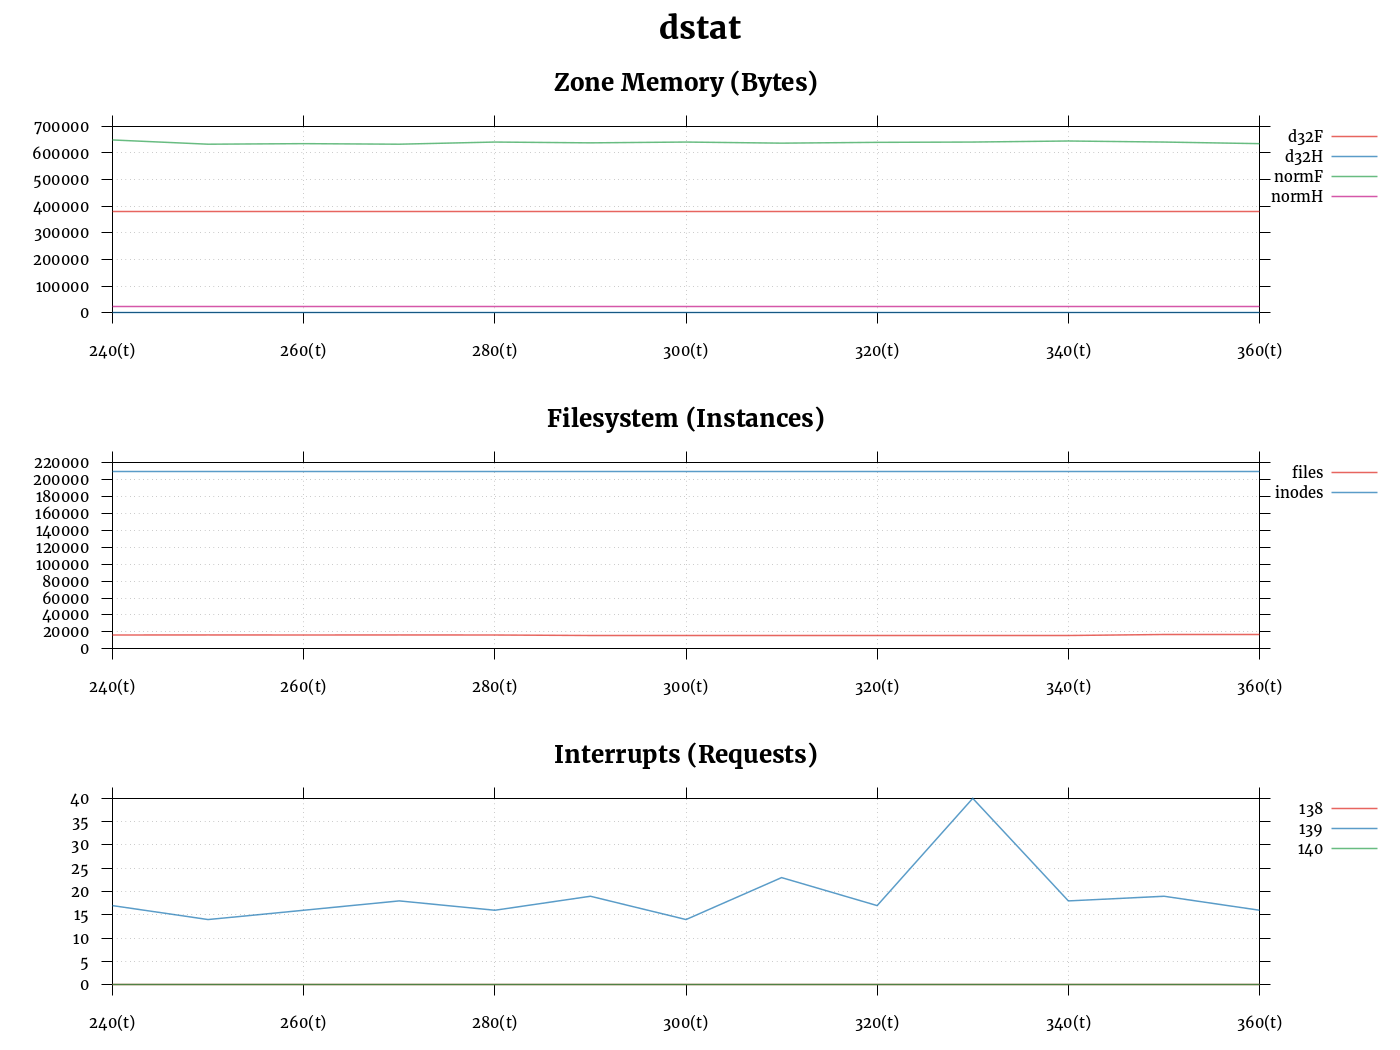 dstat
Zone Memory (Bytes)
700000
600000
500000
400000
300000
200000
100000
0
240(t) 260(t) 280(t) 300(t) 320(t) 340(t) 360(t)
d32F
d32H
normF
normH
Filesystem (Instances)
220000
200000
180000
160000
140000
120000
100000
80000
60000
40000
20000
0
240(t) 260(t) 280(t) 300(t) 320(t) 340(t) 360(t)
files
inodes
Interrupts (Requests)
40
35
30
25
20
15
10
5
0
240(t) 260(t) 280(t) 300(t) 320(t) 340(t) 360(t)
138
139
140